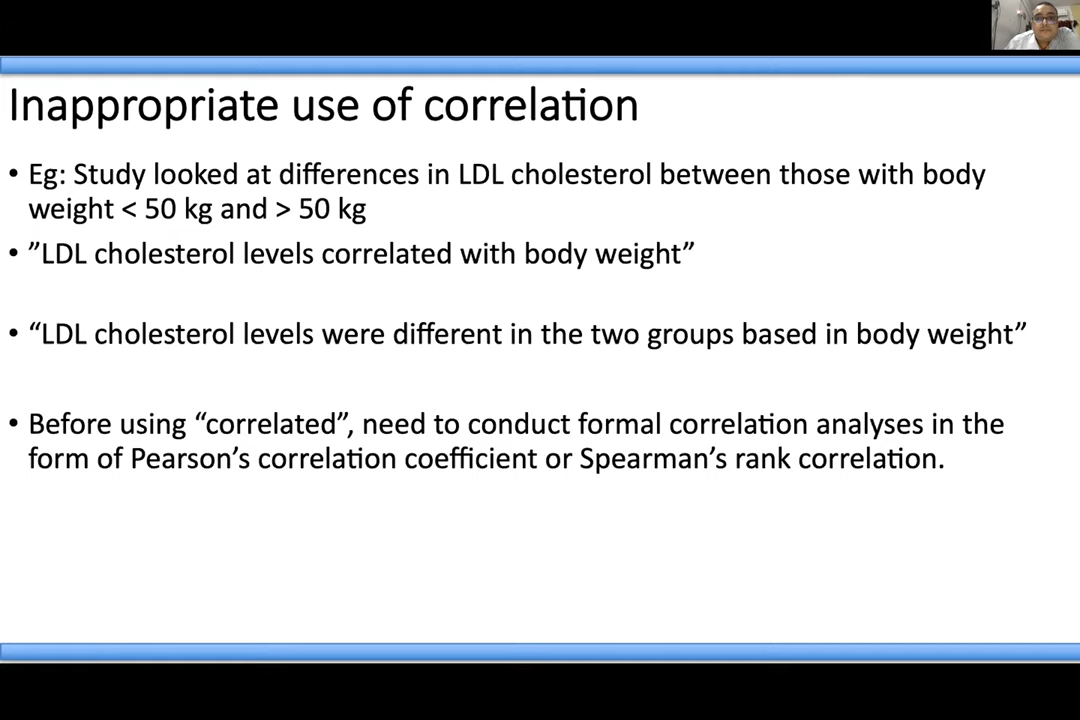 Inappropriate use of correlation
• Eg: Study looked at differences in LDL cholesterol between those with body
weight < 50 kg and > 50 kg
• ”LDL cholesterol levels correlated with body weight”
• “LDL cholesterol levels were different in the two groups based in body weight”
• Before using “correlated”, need to conduct formal correlation analyses in the
form of Pearson’s correlation coefficient or Spearman’s rank correlation.